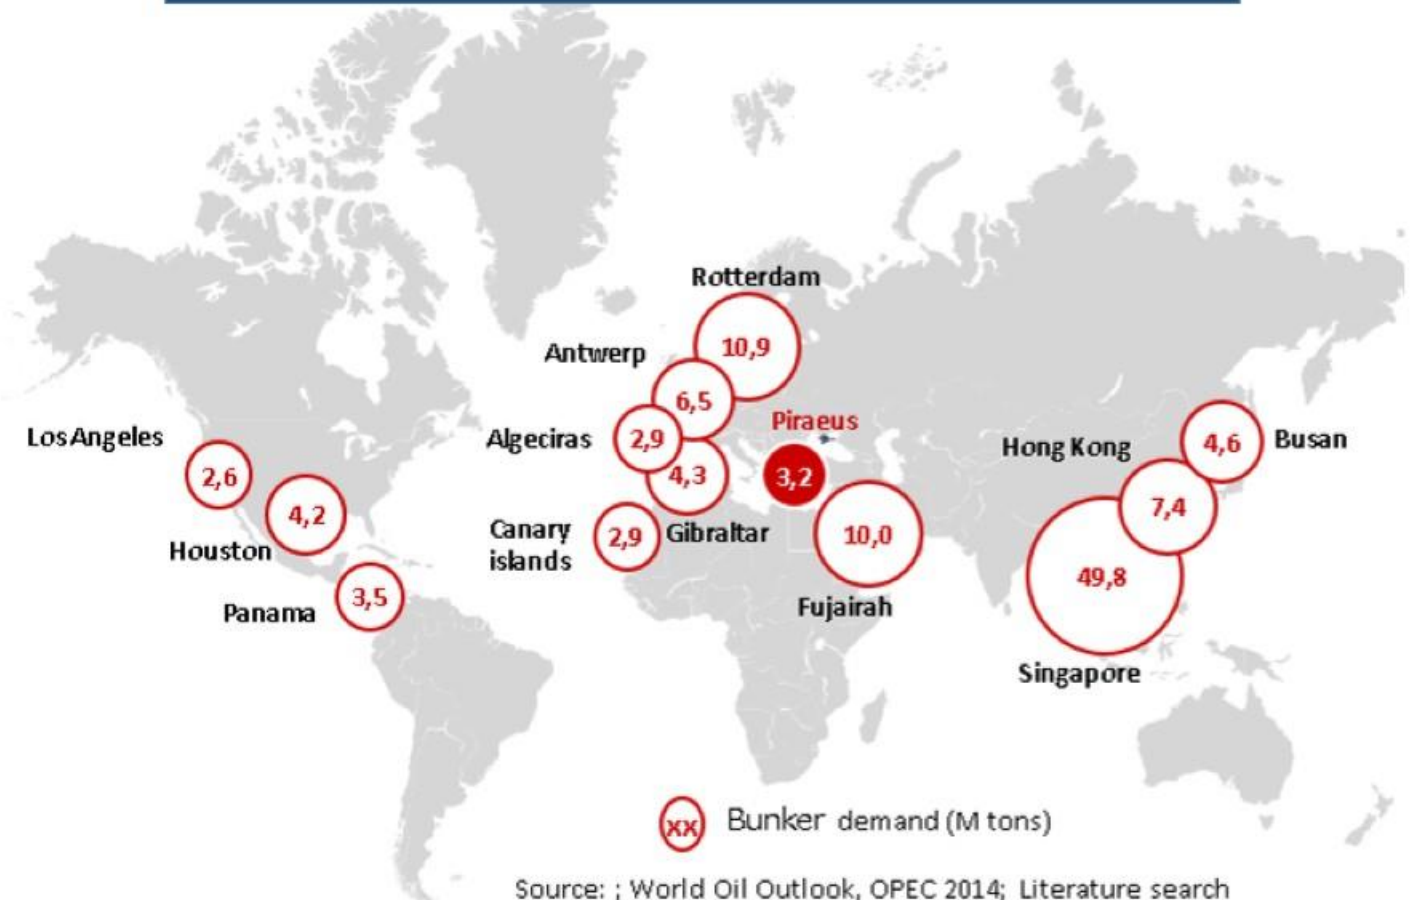 Rotterdam
10,9
Antwerp
6,5
Piraeus
3,2
Los Angeles
2,6
Algeciras
2,9
4,3
Gibraltar
Hong Kong
7,4
4,6
Busan
4,2
Houston
Canary
islands
2,9
10,0
Fujairah
49,8
Singapore
3,5
Panama
xx
Bunker demand (M tons)
Source: ; World Oil Outlook, OPEC 2014; Literature search